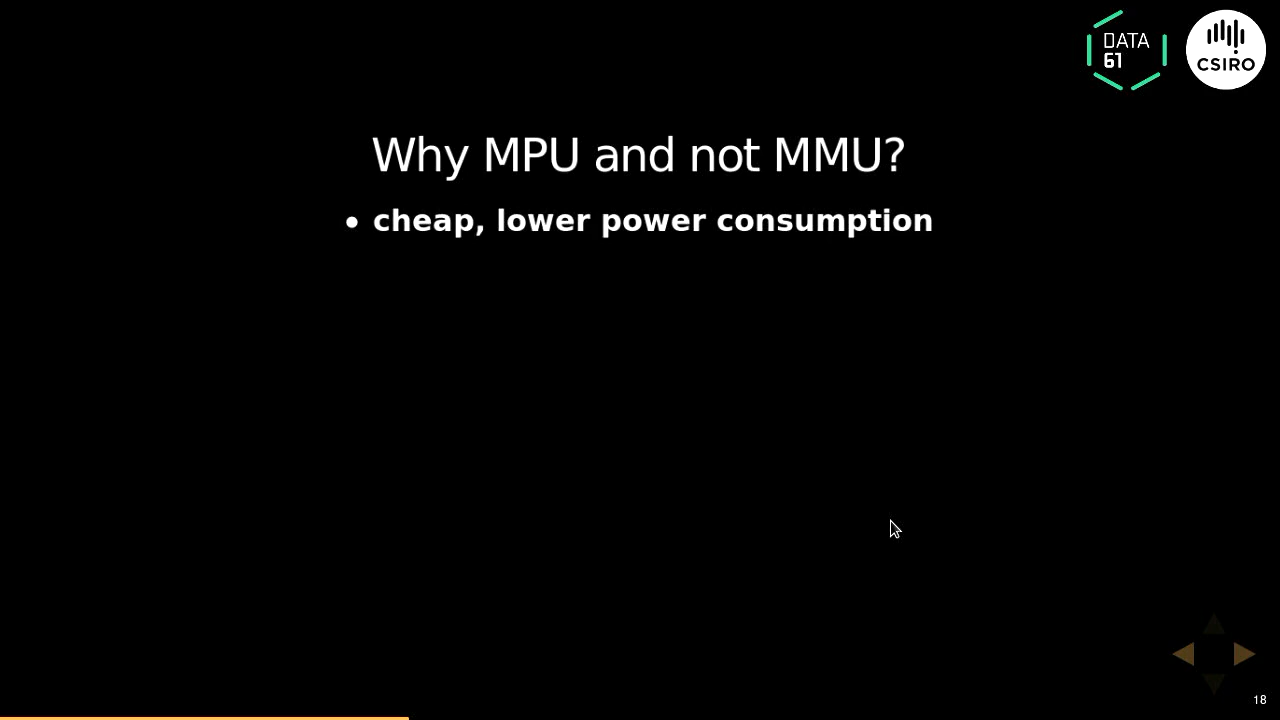 DATA
61
CSIRO
Why MPU and not MMU?
• cheap, lower power consumption
18